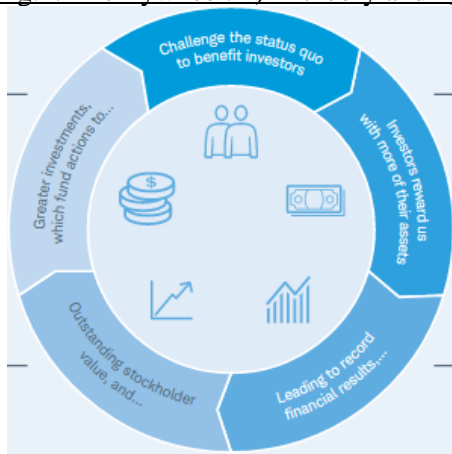 Challenge the status quo
to benefit investors
Investors reward us
with more of their assets
Leading to record
financial results,...
Outstanding stockholder
value, and...
Greater investments,
which fund actions to...
$